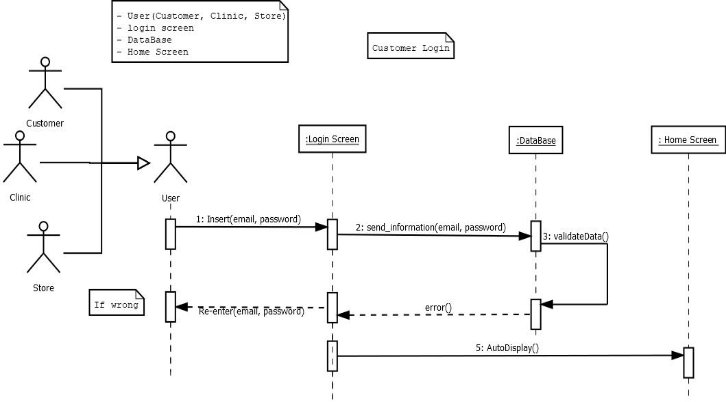 - User(Customer, Clinic, Store)
- login screen
- DataBase
- Home Screen
Customer Login
Customer
Clinic
Store
User
:Login Screen
:DataBase
: Home Screen
1: Insert(email, password)
2: send_information(email, password)
3: validateData()
If wrong
Re-enter(email, password)
error()
5: AutoDisplay()